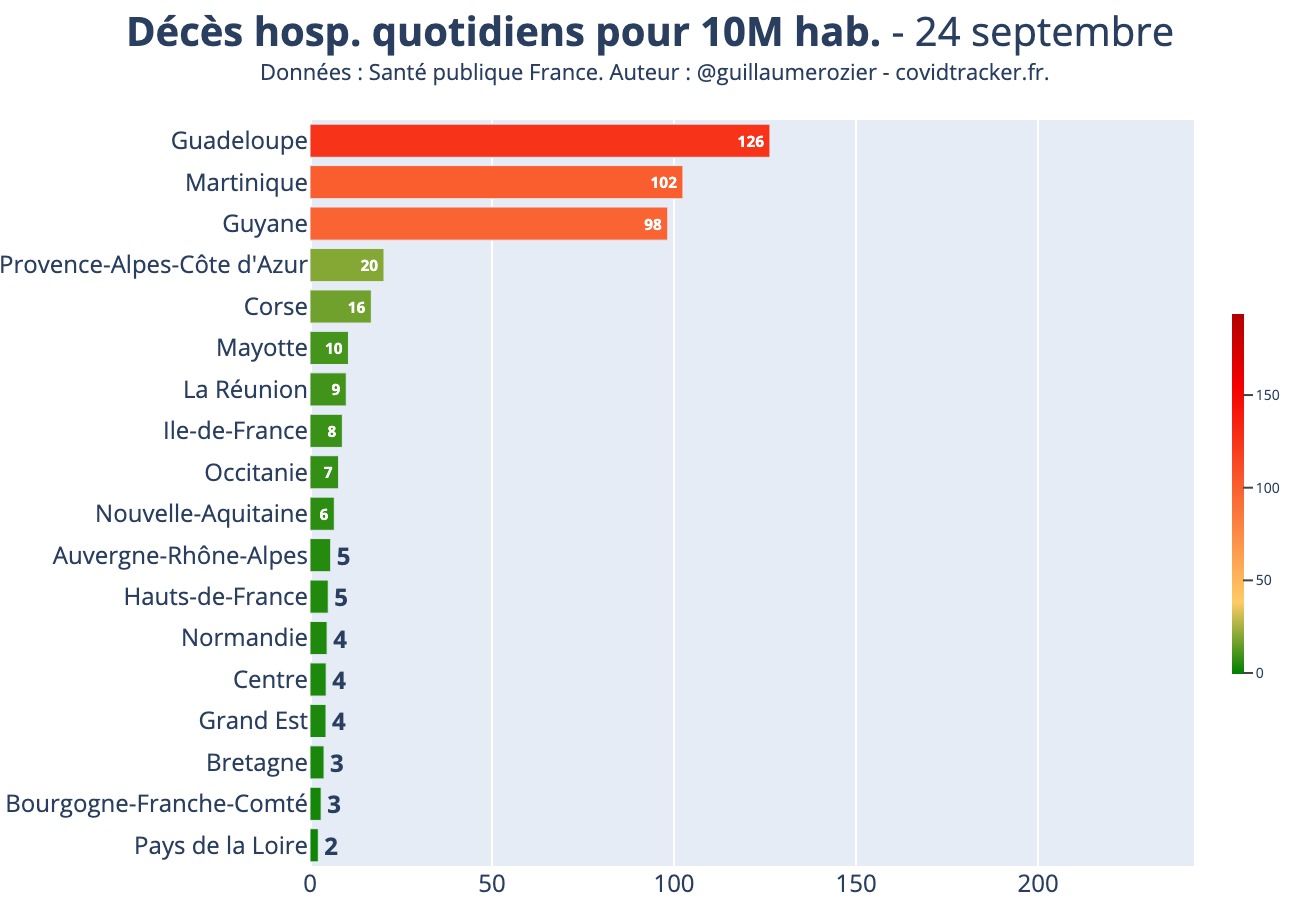 Décès hosp. quotidiens pour 10M hab. - 24 septembre
Données : Santé publique France. Auteur : @guillaumerozier - covidtracker.fr.
Guadeloupe 126
Martinique 102
Guyane 98
Provence-Alpes-Côte d'Azur 20
Corse 16
Mayotte 10
La Réunion 9
Ile-de-France 8
Occitanie 7
Nouvelle-Aquitaine 6
Auvergne-Rhône-Alpes 5
Hauts-de-France 5
Normandie 4
Centre 4
Grand Est 4
Bretagne 3
Bourgogne-Franche-Comté 3
Pays de la Loire 2
0 50 100 150 200
150
100
50
0